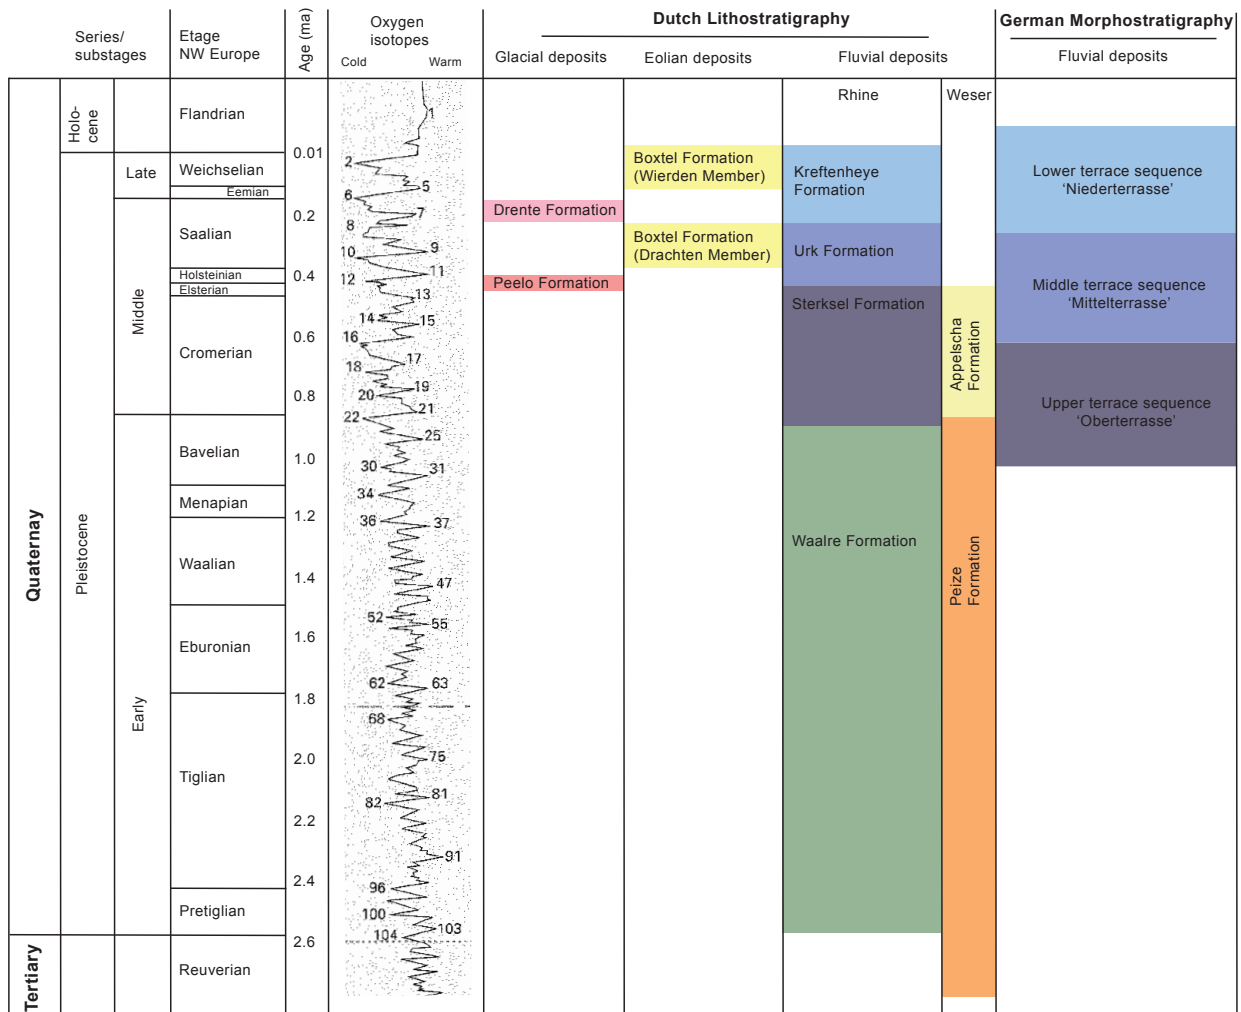 Series/
substages
Etage
NW Europe
Age (ma)
Oxygen
isotopes
Cold
Warm
Dutch Lithostratigraphy
Glacial deposits
Eolian deposits
Fluvial deposits
German Morphostratigraphy
Fluvial deposits
Rhine
Weser
Quaternay
Tertiary
Holo-
cene
Pleistocene
Late
Middle
Early
Flandrian
Weichselian
Eemian
Saalian
Holsteinian
Elsterian
Cromerian
Bavelian
Menapian
Waalian
Eburonian
Tiglian
Pretiglian
Reuverian
0.01
0.2
0.4
0.6
0.8
1.0
1.2
1.4
1.6
1.8
2.0
2.2
2.4
2.6
1
2
5
6
7
8
9
10
11
12
13
14
15
16
17
18
19
20
21
22
25
30
31
34
36
37
47
52
55
62
63
68
75
81
82
91
96
100
103
104
Drente Formation
Peelo Formation
Boxtel Formation
(Wierden Member)
Boxtel Formation
(Drachten Member)
Kreftenheye
Formation
Urk Formation
Sterksel Formation
Waalre Formation
Appelscha
Formation
Peize
Formation
Lower terrace sequence
'Niederterrasse'
Middle terrace sequence
'Mittelterrasse'
Upper terrace sequence
'Oberterrasse'